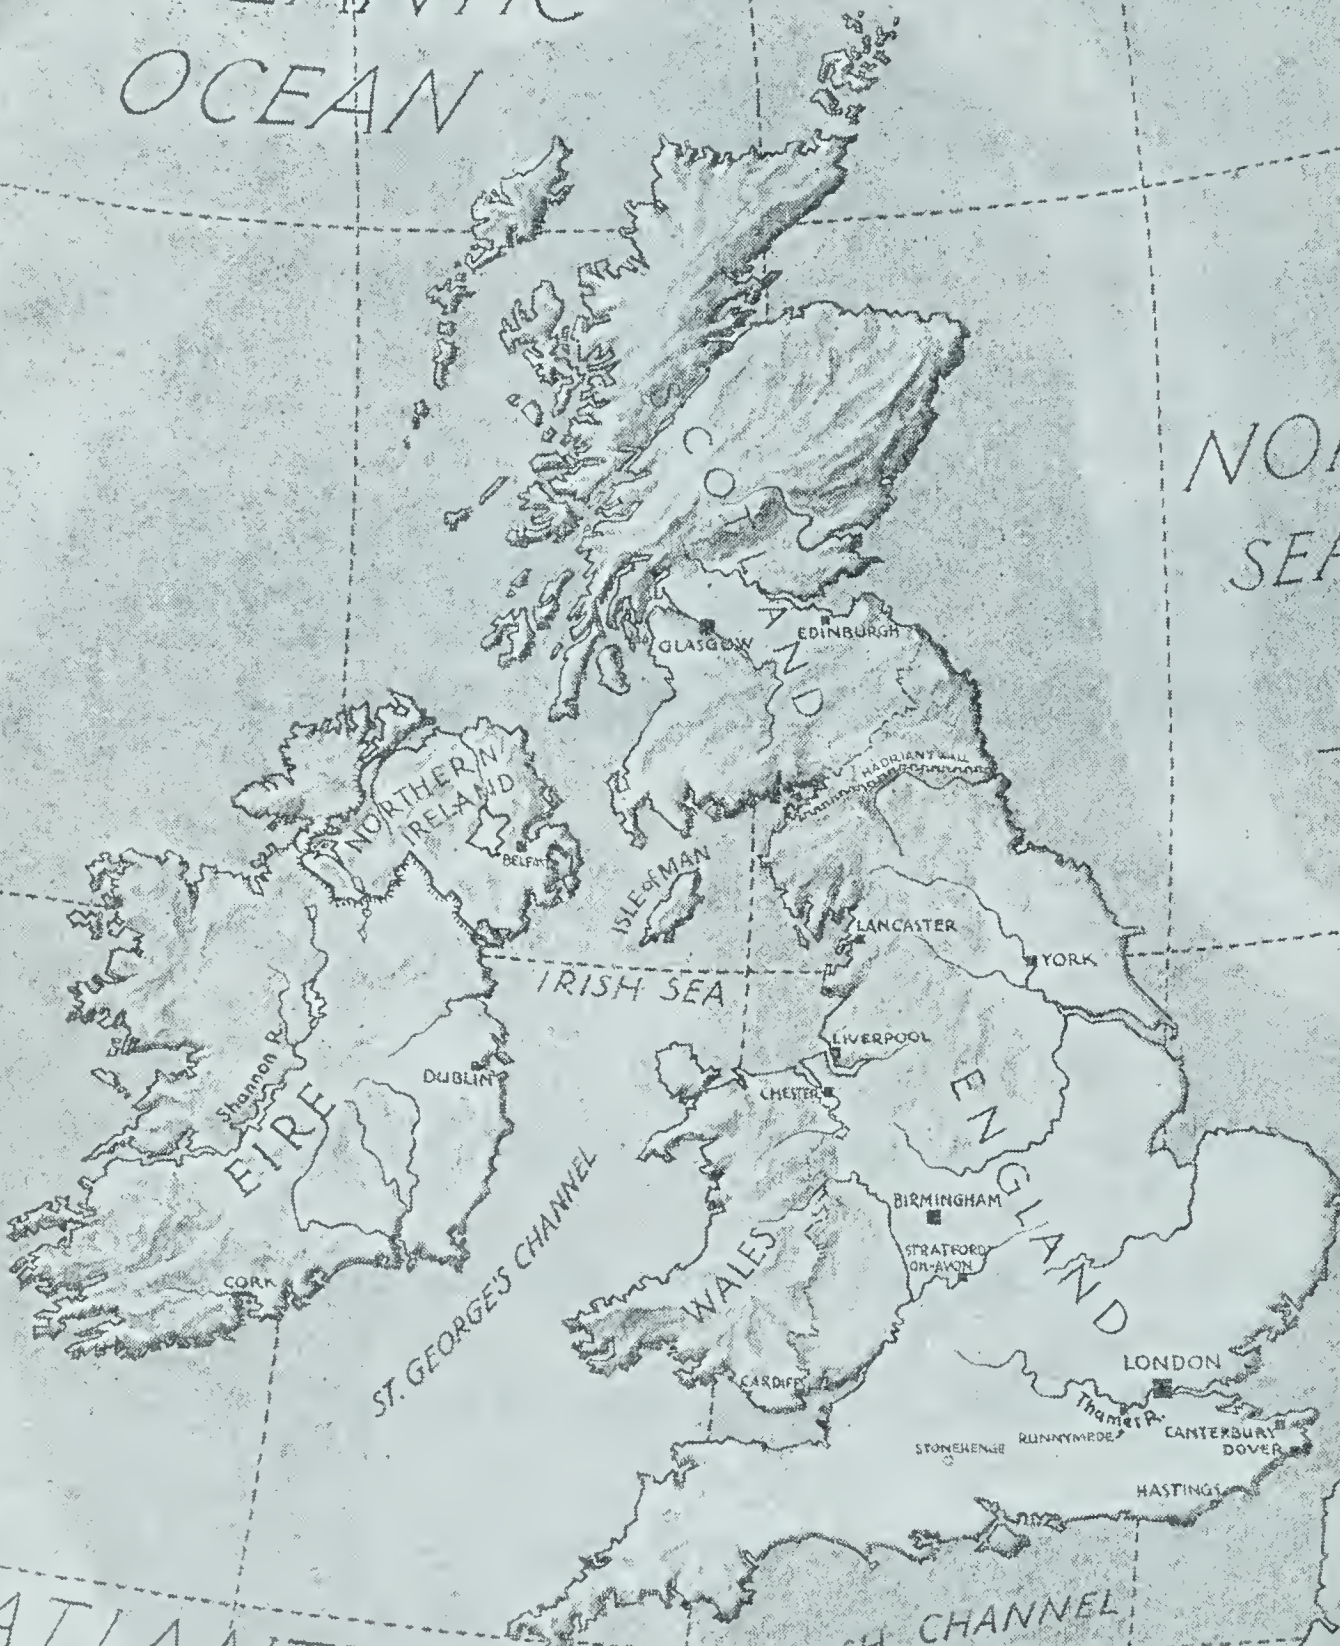 OCEAN
NO
SEA
SCOTLAND
GLASGOW
EDINBURGH
HADRIAN'S WALL
NORTHERN
IRELAND
BELFAST
ISLE of MAN
LANCASTER
YORK
IRISH SEA
LIVERPOOL
Shannon R.
DUBLIN
CHESTER
EIRE
ENGLAND
ST. GEORGE'S CHANNEL
BIRMINGHAM
WALES
STRATFORD
ON-AVON
CORK
LONDON
CARDIFF
Thames R.
CANTERBURY
RUNNYMEDE
STONEHENGE
DOVER
HASTINGS
CHANNEL